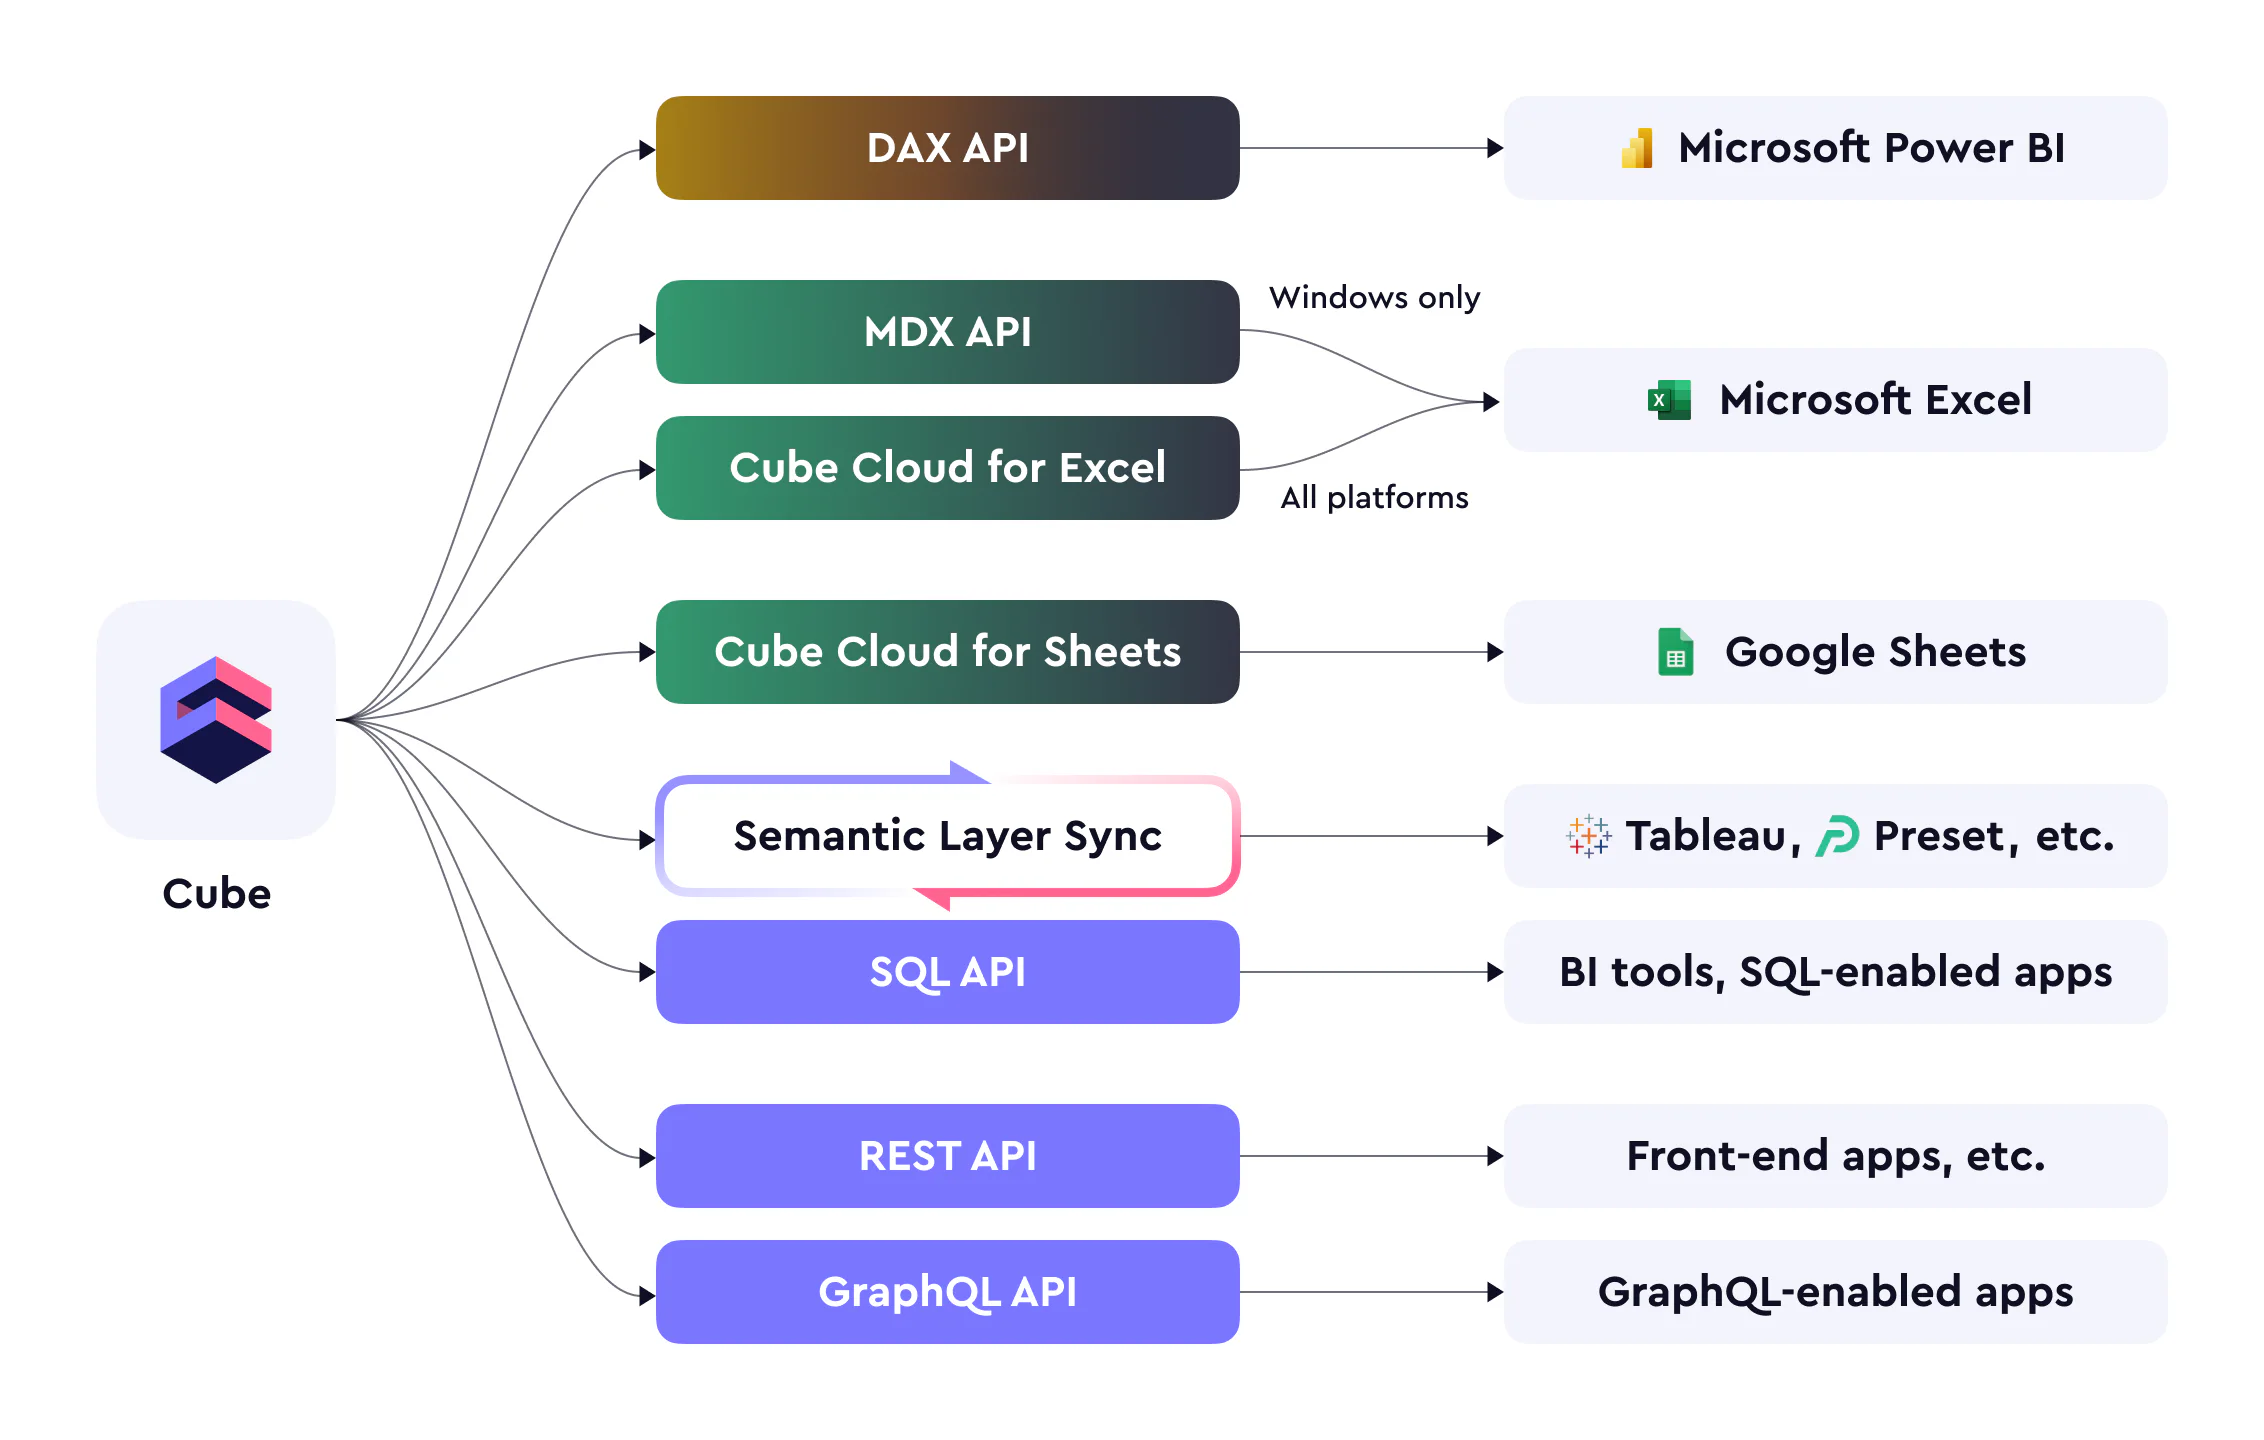 DAX API
Microsoft Power BI
MDX API
Windows only
X
Microsoft Excel
Cube Cloud for Excel
All platforms
Cube Cloud for Sheets
Google Sheets
Cube
Semantic Layer Sync
Tableau, Preset, etc.
SQL API
BI tools, SQL-enabled apps
REST API
Front-end apps, etc.
GraphQL API
GraphQL-enabled apps